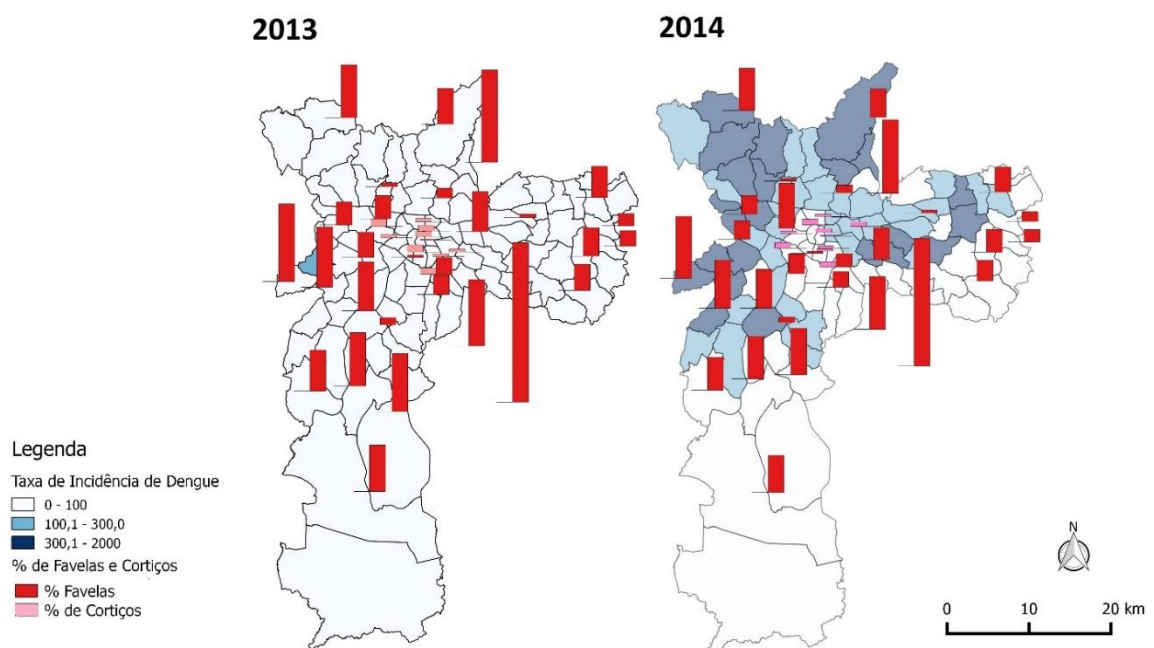 2013
2014
Legenda
Taxa de Incidência de Dengue
0 - 100
100,1 - 300,0
300,1 - 2000
% de Favelas e Cortiços
% Favelas
% de Cortiços
N
0 10 20 km